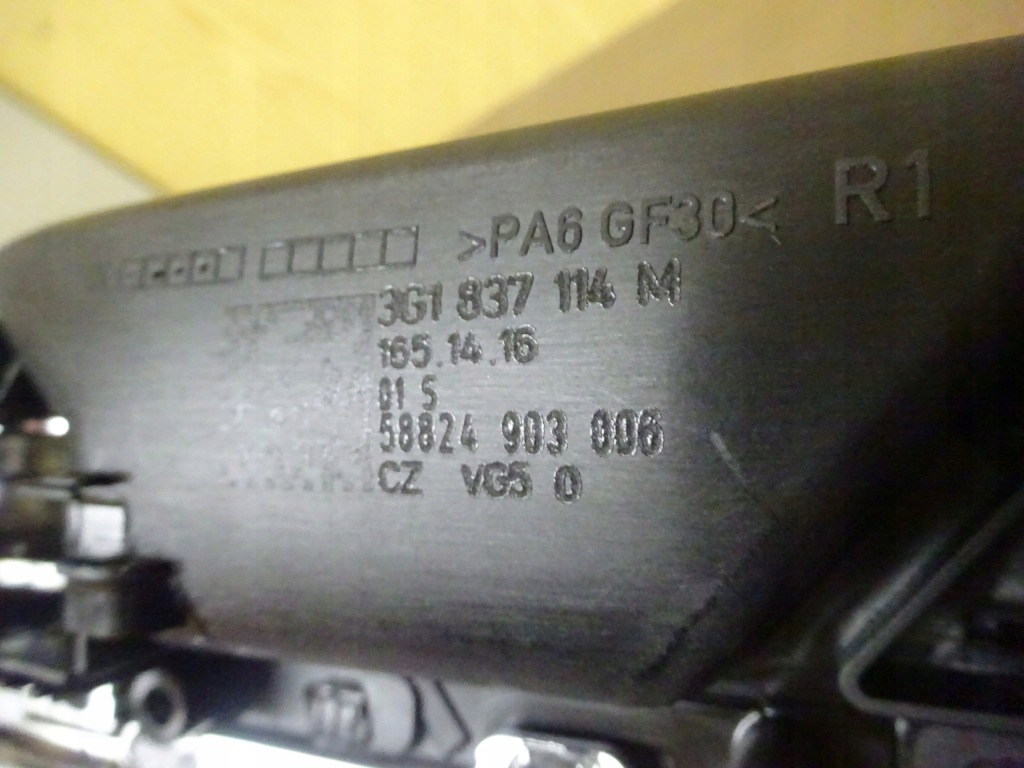 >PA6 GF30< R1
3G1 837 114 M
165.14.16
01 S
58824 903 006
CZ VG5 0